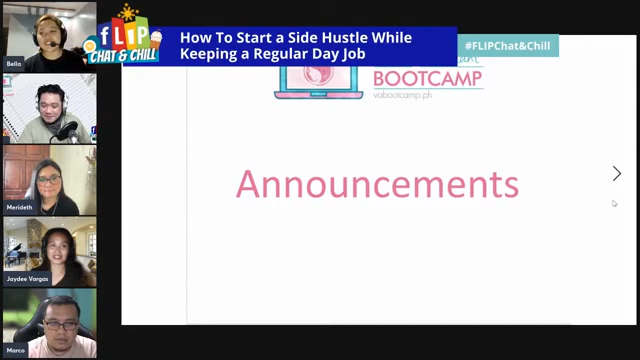 Bella
fLIP
CHAT & CHILL
How To Start a Side Hustle While
Keeping a Regular Day Job
#FLIPChat&Chill
BOOTCAMP
vabootcamp.ph
Announcements
Merideth
Jaydee Vargas
Marco